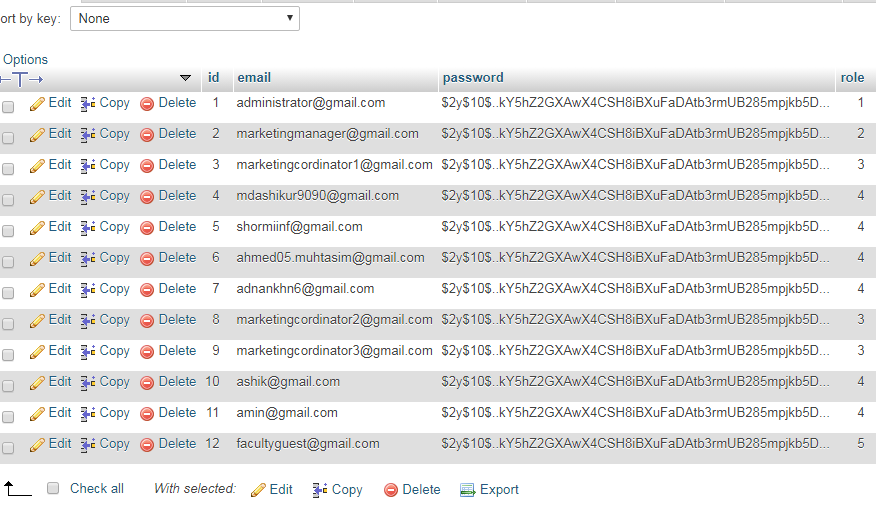 ort by key: None
Options
id email password role
Edit Copy Delete 1 administrator@gmail.com $2y$10$..kY5hZ2GXAwX4CSH8iBXuFaDAtb3rmUB285mpjkb5D... 1
Edit Copy Delete 2 marketingmanager@gmail.com $2y$10$..kY5hZ2GXAwX4CSH8iBXuFaDAtb3rmUB285mpjkb5D... 2
Edit Copy Delete 3 marketingcordinator1@gmail.com $2y$10$..kY5hZ2GXAwX4CSH8iBXuFaDAtb3rmUB285mpjkb5D... 3
Edit Copy Delete 4 mdashikur9090@gmail.com $2y$10$..kY5hZ2GXAwX4CSH8iBXuFaDAtb3rmUB285mpjkb5D... 4
Edit Copy Delete 5 shormiinf@gmail.com $2y$10$..kY5hZ2GXAwX4CSH8iBXuFaDAtb3rmUB285mpjkb5D... 4
Edit Copy Delete 6 ahmed05.muhtasim@gmail.com $2y$10$..kY5hZ2GXAwX4CSH8iBXuFaDAtb3rmUB285mpjkb5D... 4
Edit Copy Delete 7 adnankhn6@gmail.com $2y$10$..kY5hZ2GXAwX4CSH8iBXuFaDAtb3rmUB285mpjkb5D... 4
Edit Copy Delete 8 marketingcordinator2@gmail.com $2y$10$..kY5hZ2GXAwX4CSH8iBXuFaDAtb3rmUB285mpjkb5D... 3
Edit Copy Delete 9 marketingcordinator3@gmail.com $2y$10$..kY5hZ2GXAwX4CSH8iBXuFaDAtb3rmUB285mpjkb5D... 3
Edit Copy Delete 10 ashik@gmail.com $2y$10$..kY5hZ2GXAwX4CSH8iBXuFaDAtb3rmUB285mpjkb5D... 4
Edit Copy Delete 11 amin@gmail.com $2y$10$..kY5hZ2GXAwX4CSH8iBXuFaDAtb3rmUB285mpjkb5D... 4
Edit Copy Delete 12 facultyguest@gmail.com $2y$10$..kY5hZ2GXAwX4CSH8iBXuFaDAtb3rmUB285mpjkb5D... 5
Check all With selected: Edit Copy Delete Export